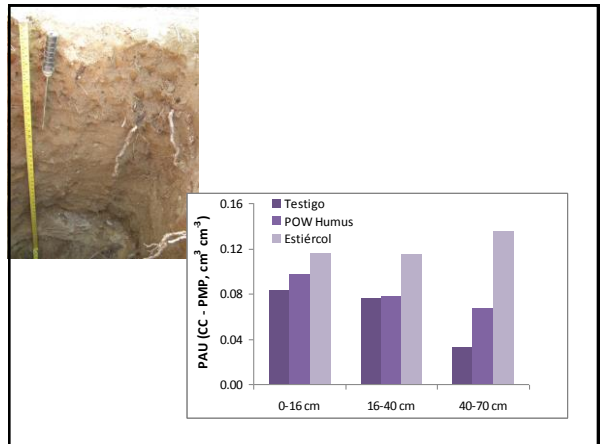 0.16
0.12
0.08
0.04
0.00
PAU (CC - PMP, cm³ cm⁻³)
Testigo
POW Humus
Estiércol
0-16 cm
16-40 cm
40-70 cm